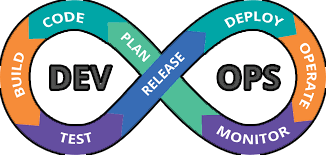 CODE
DEPLOY
PLAN
BUILD
DEV
RELEASE
OPS
OPERATE
TEST
MONITOR